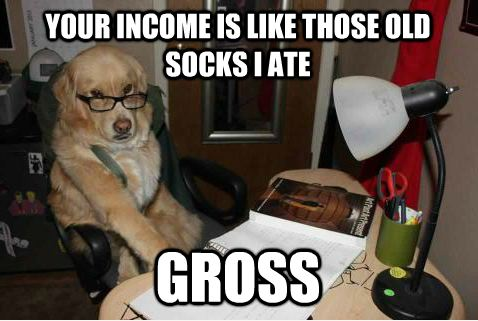 YOUR INCOME IS LIKE THOSE OLD
SOCKS I ATE
GROSS